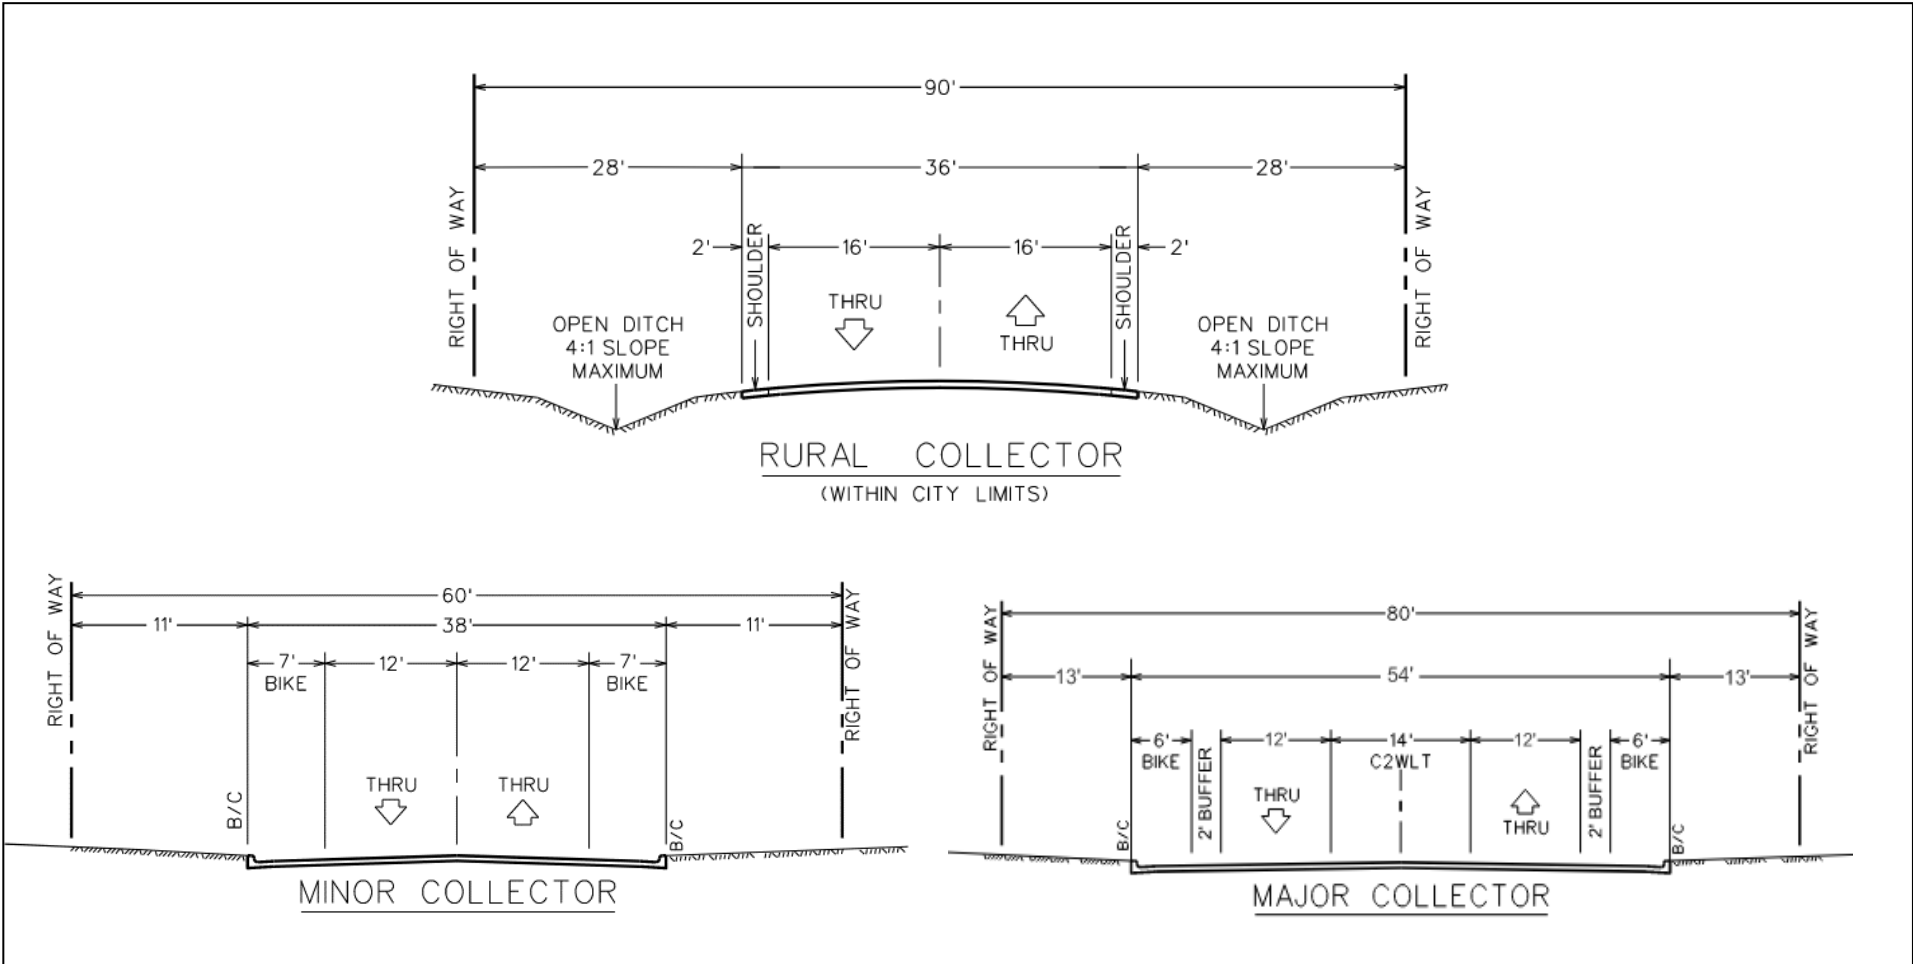 90'
28'
36'
28'
RIGHT OF WAY
2'
SHOULDER
16'
16'
SHOULDER
2'
RIGHT OF WAY
THRU
THRU
OPEN DITCH
4:1 SLOPE
MAXIMUM
OPEN DITCH
4:1 SLOPE
MAXIMUM
RURAL COLLECTOR
(WITHIN CITY LIMITS)
RIGHT OF WAY
60'
11'
38'
11'
RIGHT OF WAY
7'
BIKE
12'
12'
7'
BIKE
THRU
THRU
B/C
B/C
MINOR COLLECTOR
RIGHT OF WAY
80'
13'
54'
13'
RIGHT OF WAY
6'
BIKE
2' BUFFER
12'
14'
C2WLT
12'
2' BUFFER
6'
BIKE
THRU
THRU
B/C
B/C
MAJOR COLLECTOR